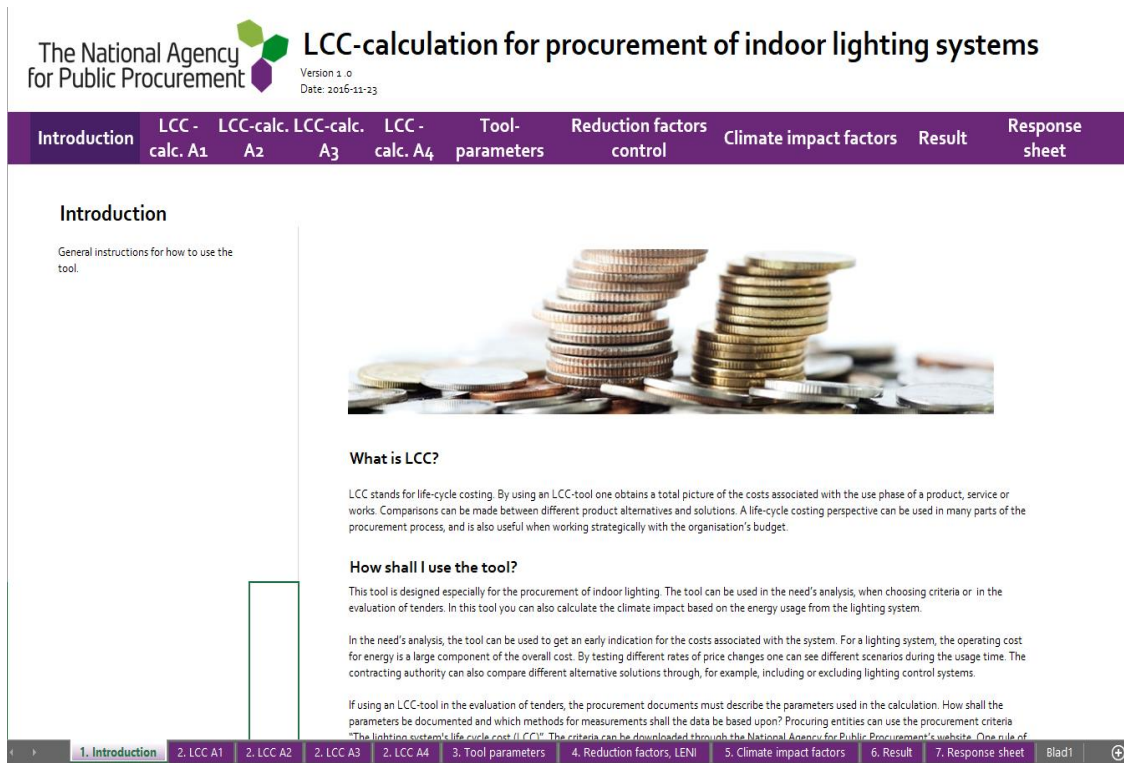 The National Agency
for Public Procurement
LCC-calculation for procurement of indoor lighting systems
Version 1.0
Date: 2016-11-23
Introduction
LCC -
calc. A1
LCC-calc.
A2
LCC-calc.
A3
LCC -
calc. A4
Tool-
parameters
Reduction factors
control
Climate impact factors
Result
Response
sheet
Introduction
General instructions for how to use the
tool.
What is LCC?
LCC stands for life-cycle costing. By using an LCC-tool one obtains a total picture of the costs associated with the use phase of a product, service or
works. Comparisons can be made between different product alternatives and solutions. A life-cycle costing perspective can be used in many parts of the
procurement process, and is also useful when working strategically with the organisation's budget.
How shall I use the tool?
This tool is designed especially for the procurement of indoor lighting. The tool can be used in the need's analysis, when choosing criteria or in the
evaluation of tenders. In this tool you can also calculate the climate impact based on the energy usage from the lighting system.
In the need's analysis, the tool can be used to get an early indication for the costs associated with the system. For a lighting system, the operating cost
for energy is a large component of the overall cost. By testing different rates of price changes one can see different scenarios during the usage time. The
contracting authority can also compare different alternative solutions through, for example, including or excluding lighting control systems.
If using an LCC-tool in the evaluation of tenders, the procurement documents must describe the parameters used in the calculation. How shall the
parameters be documented and which methods for measurements shall the data be based upon? Procuring entities can use the procurement criteria
"The lighting system's life cycle cost (LCC)". The criteria can be downloaded through the National Agency for Public Procurement's website. One rule of
1. Introduction
2. LCC A1
2. LCC A2
2. LCC A3
2. LCC A4
3. Tool parameters
4. Reduction factors, LENI
5. Climate impact factors
6. Result
7. Response sheet
Blad1